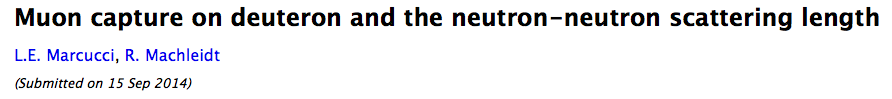 Muon capture on deuteron and the neutron-neutron scattering length
L.E. Marcucci, R. Machleidt
(Submitted on 15 Sep 2014)